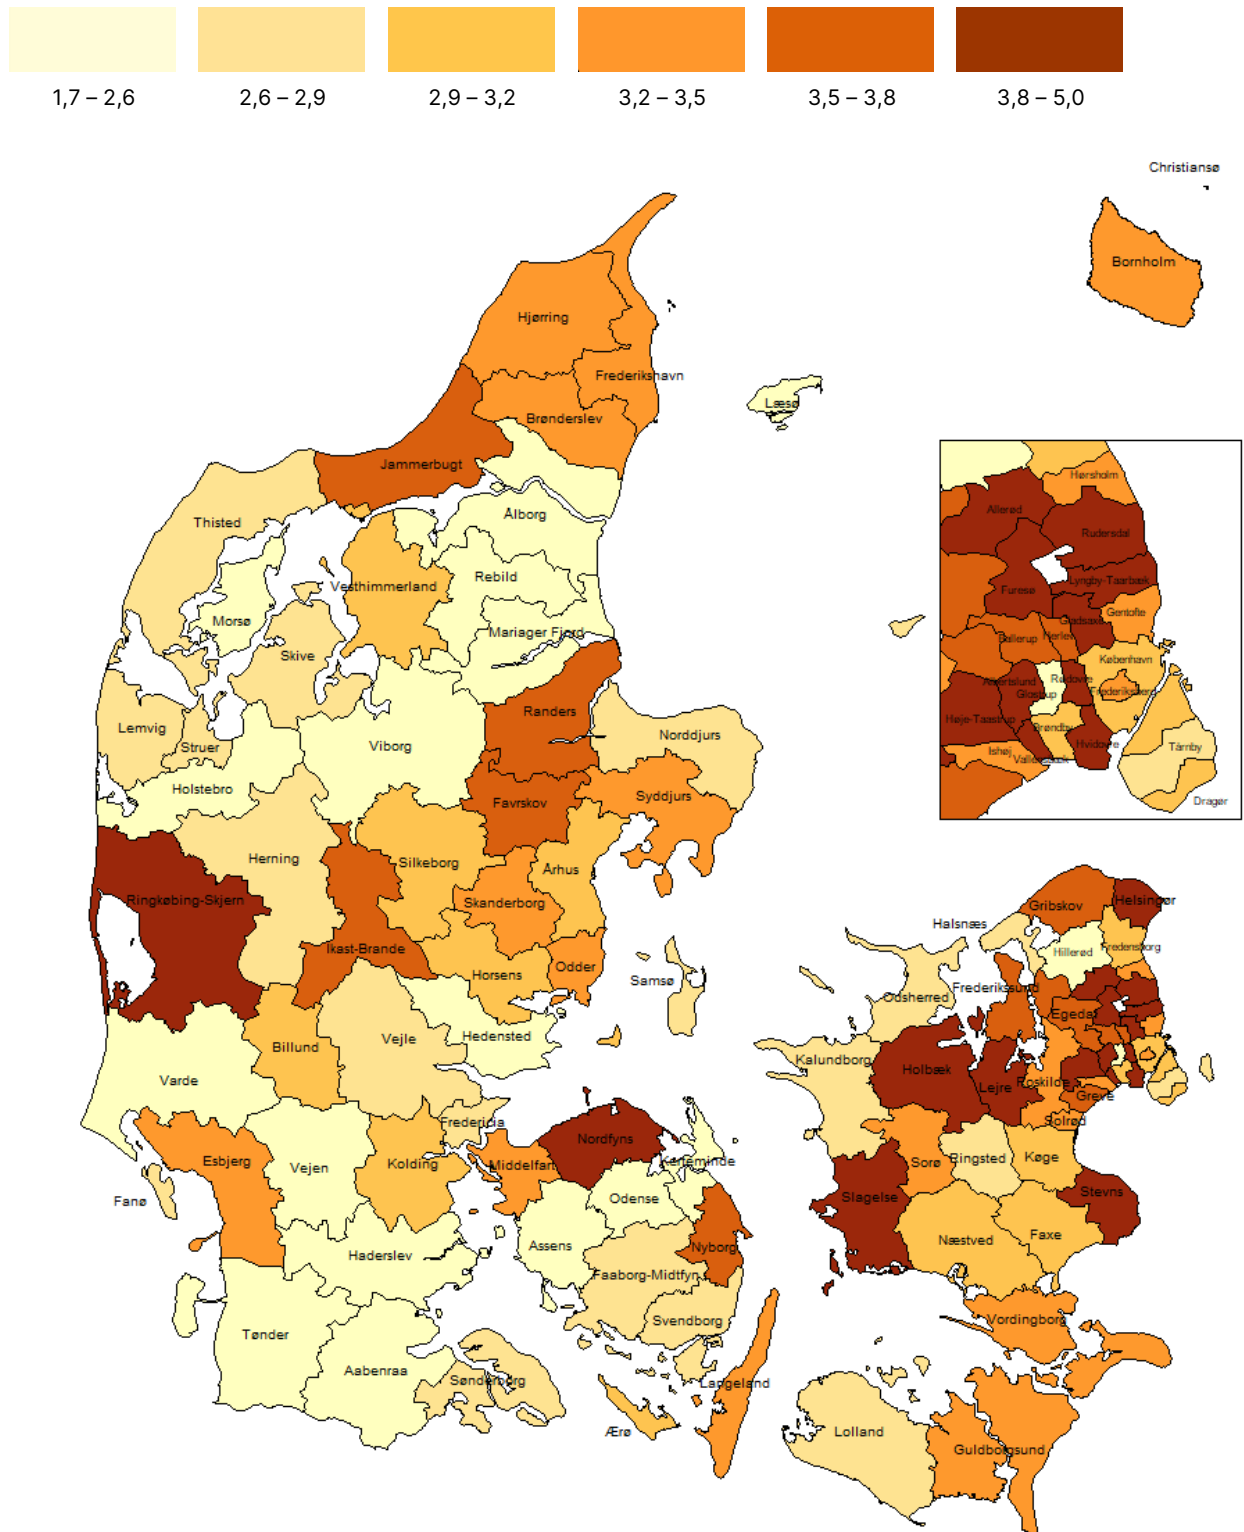 1,7 – 2,6 2,6 – 2,9 2,9 – 3,2 3,2 – 3,5 3,5 – 3,8 3,8 – 5,0
Christiansø
Bornholm
Hjørring
Frederikshavn
Brønderslev
Læsø
Jammerbugt
Thisted
Ålborg
Rebild
Vesthimmerland
Morsø
Mariager Fjord
Skive
Randers
Lemvig
Struer
Viborg
Norddjurs
Holstebro
Favrskov
Syddjurs
Herning
Silkeborg
Århus
Ringkøbing-Skjern
Skanderborg
Ikast-Brande
Horsens
Odder
Samsø
Billund
Vejle
Hedensted
Varde
Fredericia
Esbjerg
Vejen
Kolding
Middelfart
Nordfyns
Kerteminde
Fanø
Odense
Haderslev
Assens
Nyborg
Faaborg-Midtfyn
Svendborg
Tønder
Aabenraa
Sønderborg
Langeland
Ærø
Hørsholm
Allerød
Rudersdal
Lyngby-Taarbæk
Furesø
Gentofte
Gladsaxe
Ballerup
Herlev
København
Albertslund
Rødovre
Glostrup
Frederiksberg
Høje-Taastrup
Brøndby
Hvidovre
Ishøj
Vallensbæk
Tårnby
Dragør
Gribskov
Helsingør
Halsnæs
Hillerød
Fredensborg
Frederikssund
Odsherred
Egedal
Kalundborg
Holbæk
Lejre
Roskilde
Greve
Solrød
Sorø
Ringsted
Køge
Slagelse
Stevns
Næstved
Faxe
Vordingborg
Lolland
Guldborgsund